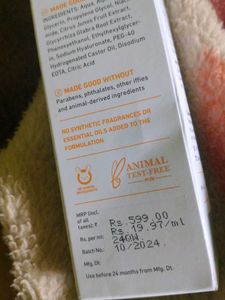 MADE GOOD
INGREDIENTS: Aqua,
Glycerin, Propylene Glycol,
Citrus Junos Fruit Extract,
Glycyrrhiza Glabra Root Extract,
Phenoxyethanol, Ethylhexylglycer
in, Sodium Hyaluronate, PEG-40
Hydrogenated Castor Oil, Disodium
EDTA, Citric Acid
MADE GOOD WITHOUT
Parabens, phthalates, other iffies
and animal-derived ingredients
NO SYNTHETIC FRAGRANCES OR
ESSENTIAL OILS ADDED TO THE
FORMULATION
ANIMAL
TEST-FREE
MRP (incl.
of all
taxes): ₹
Rs. 599.00
Rs. per ml:
Rs. 19.97/ml
Batch No.:
Mfg. Dt:
10/2024
Use before 24 months from Mfg. Dt.